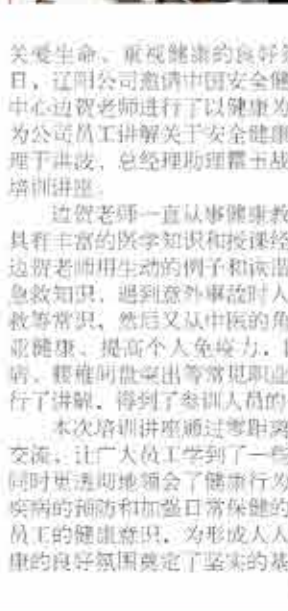 关爱生命、重视健康的良好
日，辽阳公司邀请中国安全健
中心边贺老师进行了以健康为
为公司员工讲解关于安全健康
理于洪波、总经理助理霍玉战
培训讲座。
边贺老师一直从事健康教
具有丰富的医学知识和授课经
边贺老师用生动的例子和诙谐
急救知识，遇到意外事故时人
救等常识，然后又从中医的角
亚健康、提高个人免疫力，
病、腰椎间盘突出等常见职业
行了讲解，得到了参训人员的
本次培训讲座通过零距离
交流，让广大员工学到了一些
同时更透彻地领会了健康行为
疾病的预防和加强日常保健的
员工的健康意识，为形成人人
康的良好氛围奠定了坚实的基